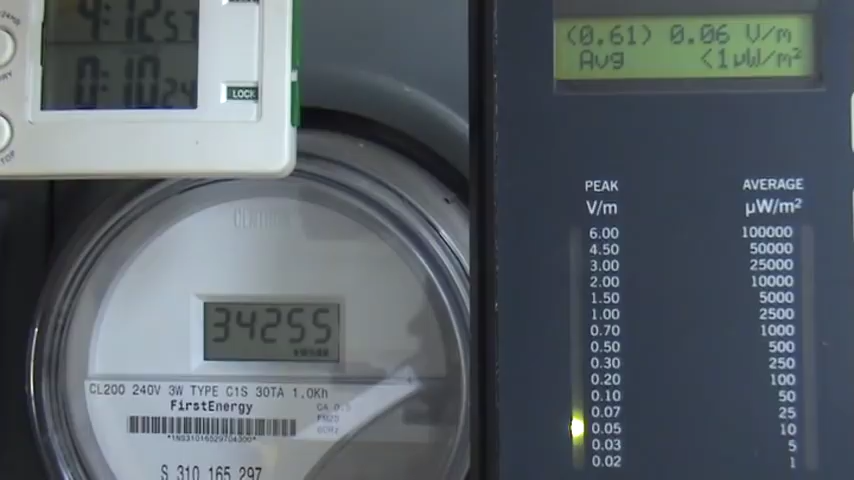 4:12 57
0:10 24
LOCK
34255
CL200 240V 3W TYPE C1S 30TA 1.0Kh
FirstEnergy
S 310 165 297
(0.61) 0.06 V/m
Avg <1µW/m²
PEAK AVERAGE
V/m µW/m²
6.00 100000
4.50 50000
3.00 25000
2.00 10000
1.50 5000
1.00 2500
0.70 1000
0.50 500
0.30 250
0.20 100
0.10 50
0.07 25
0.05 10
0.03 5
0.02 1